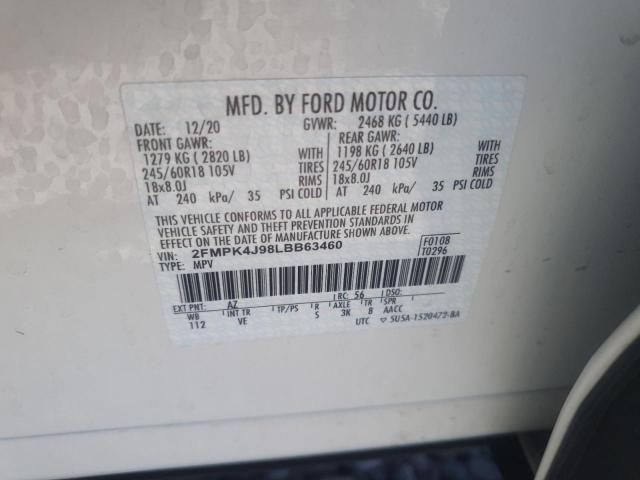 MFD. BY FORD MOTOR CO.
DATE: 12/20 GVWR: 2468 KG ( 5440 LB)
FRONT GAWR: REAR GAWR:
1279 KG ( 2820 LB) WITH 1198 KG ( 2640 LB) WITH
245/60R18 105V TIRES 245/60R18 105V TIRES
18x8.0J RIMS 18x8.0J RIMS
AT 240 kPa/ 35 PSI COLD AT 240 kPa/ 35 PSI COLD
THIS VEHICLE CONFORMS TO ALL APPLICABLE FEDERAL MOTOR
VEHICLE SAFETY AND THEFT PREVENTION STANDARDS IN
EFFECT ON THE DATE OF MANUFACTURE SHOWN ABOVE.
VIN: 2FMPK4J98LBB63460 F0108
TYPE: MPV T0296
EXT PNT: AZ RC: 56 DSO:
WB INT TR TP/PS R AXLE TR SPR
112 VE S 3K 8 AACC
UTC ▽ 5U5A-1520472-BA